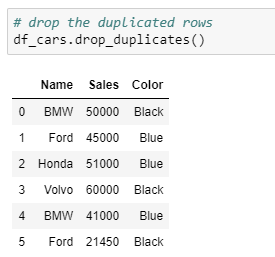 # drop the duplicated rows
df_cars.drop_duplicates()
Name Sales Color
0 BMW 50000 Black
1 Ford 45000 Blue
2 Honda 51000 Blue
3 Volvo 60000 Black
4 BMW 41000 Blue
5 Ford 21450 Black